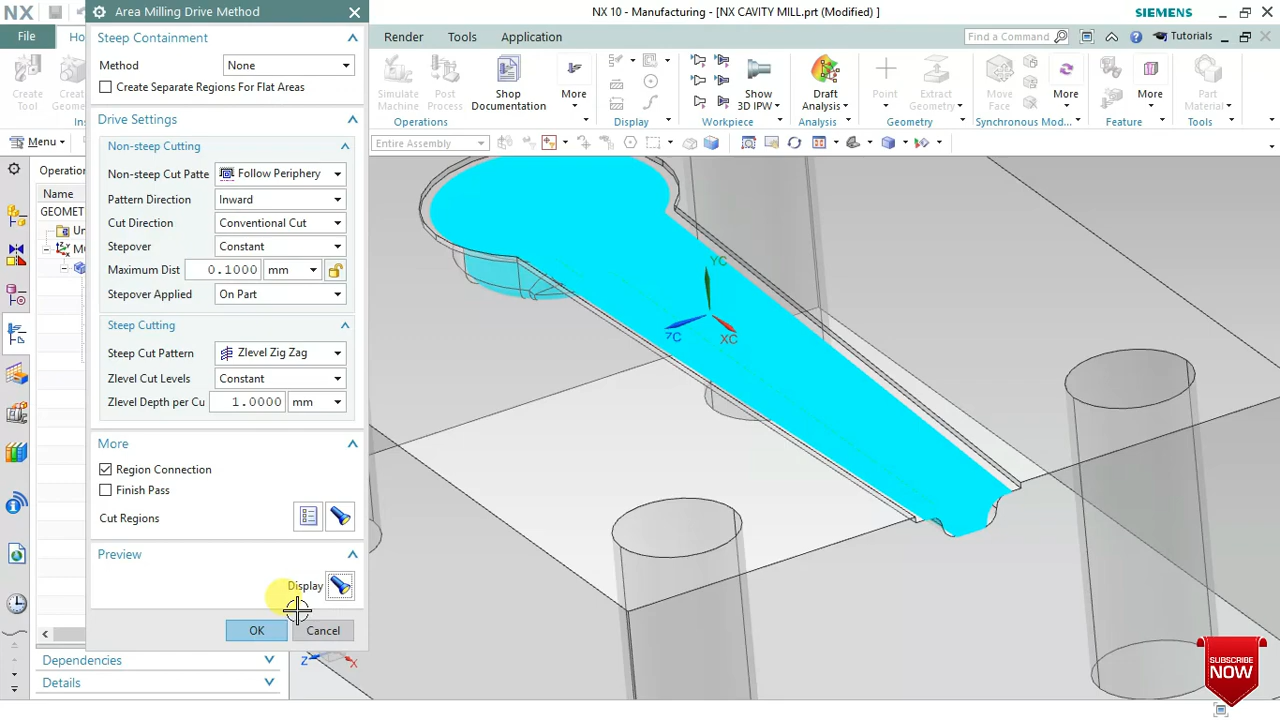 NX
Area Milling Drive Method
NX 10 - Manufacturing - [NX CAVITY MILL.prt (Modified) ]
SIEMENS
File
Render
Tools
Application
Find a Command
Tutorials
Create
Tool
Simulate
Machine
Post
Process
Shop
Documentation
More
Show
3D IPW
Draft
Analysis
Point
Extract
Geometry
Move
Face
More
More
Part
Material
Operations
Display
Workpiece
Analysis
Geometry
Synchronous Mod...
Feature
Tools
Menu
Entire Assembly
Name
Steep Containment
Method
None
Create Separate Regions For Flat Areas
Drive Settings
Non-steep Cutting
Non-steep Cut Patte
Follow Periphery
Pattern Direction
Inward
Cut Direction
Conventional Cut
Stepover
Constant
Maximum Dist
0.1000
mm
Stepover Applied
On Part
Steep Cutting
Steep Cut Pattern
Zlevel Zig Zag
Zlevel Cut Levels
Constant
Zlevel Depth per Cu
1.0000
mm
More
Region Connection
Finish Pass
Cut Regions
Preview
Display
OK
Cancel
Dependencies
Details
YC
ZC
XC
Z
X
SUBSCRIBE
NOW